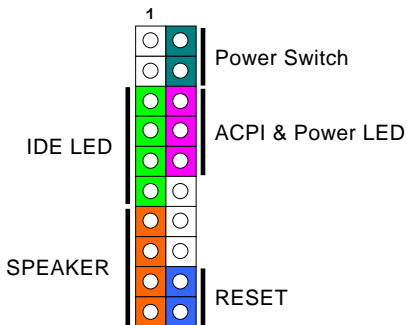 1
Power Switch
ACPI & Power LED
IDE LED
SPEAKER
RESET